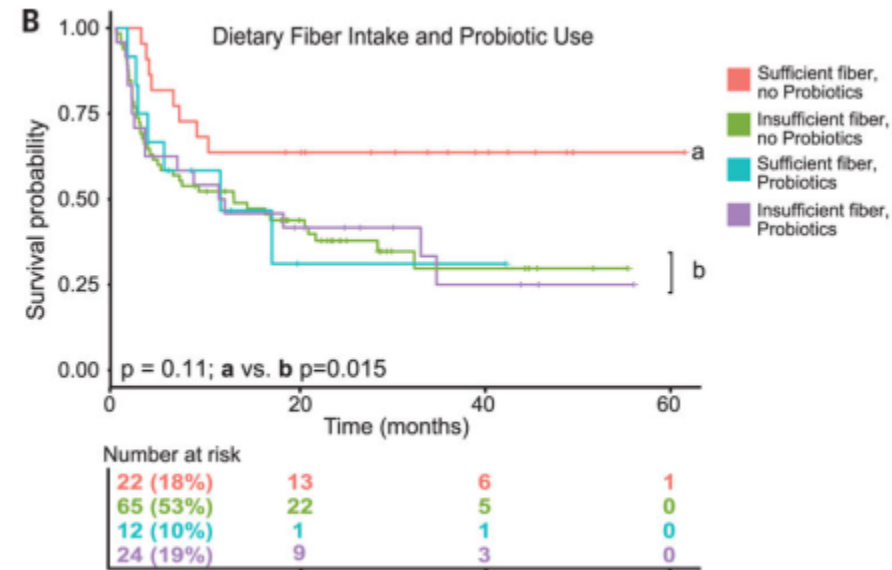 B
Dietary Fiber Intake and Probiotic Use
Survival probability
1.00
0.75
0.50
0.25
0.00
a
b
p = 0.11; a vs. b p=0.015
0 20 40 60
Time (months)
Sufficient fiber,
no Probiotics
Insufficient fiber,
no Probiotics
Sufficient fiber,
Probiotics
Insufficient fiber,
Probiotics
Number at risk
22 (18%) 13 6 1
65 (53%) 22 5 0
12 (10%) 1 1 0
24 (19%) 9 3 0